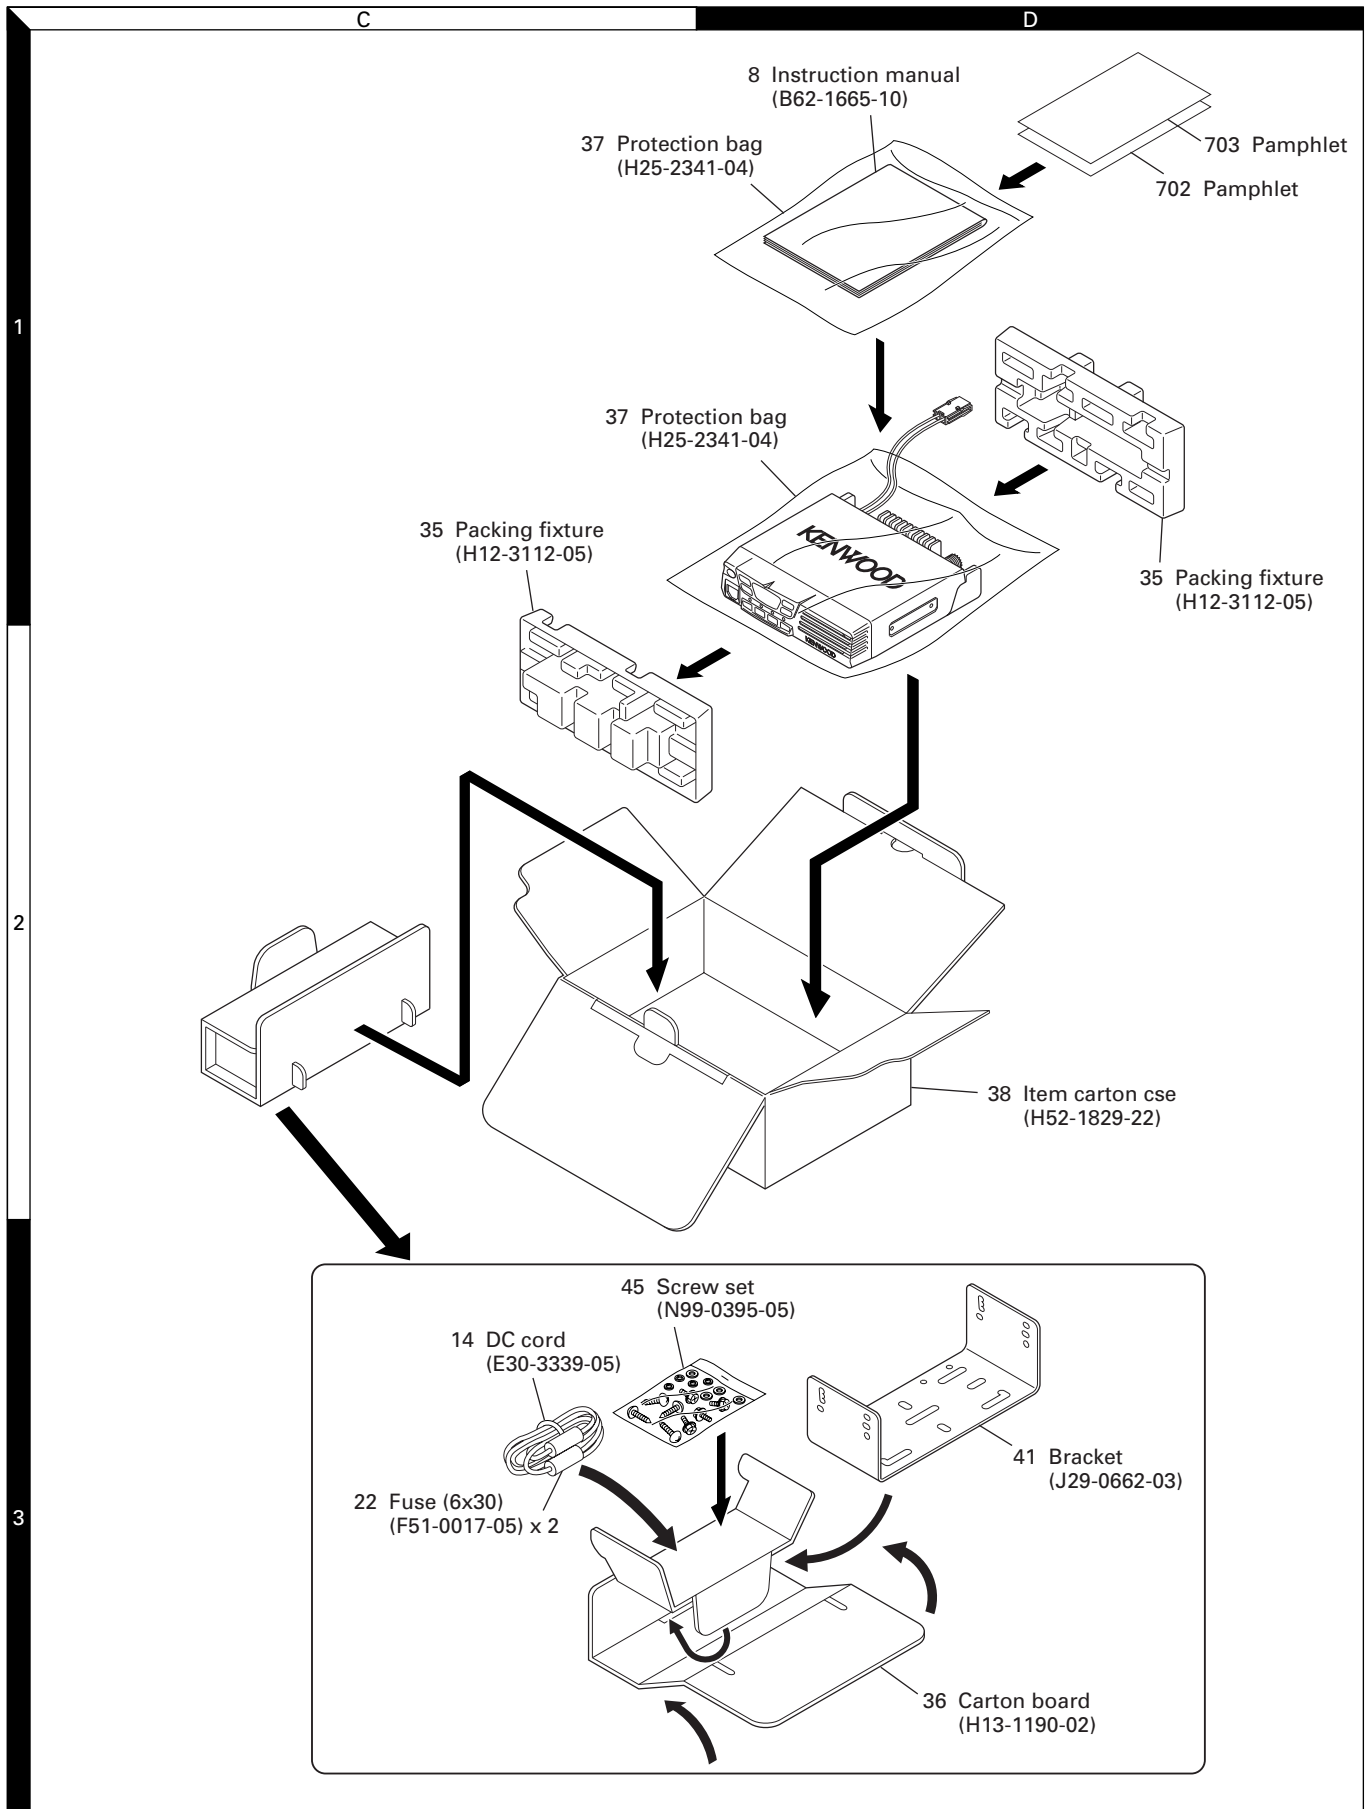 C
D
1
2
3
8 Instruction manual
(B62-1665-10)
37 Protection bag
(H25-2341-04)
703 Pamphlet
702 Pamphlet
37 Protection bag
(H25-2341-04)
KENWOOD
KENWOOD
35 Packing fixture
(H12-3112-05)
35 Packing fixture
(H12-3112-05)
38 Item carton cse
(H52-1829-22)
45 Screw set
(N99-0395-05)
14 DC cord
(E30-3339-05)
41 Bracket
(J29-0662-03)
22 Fuse (6x30)
(F51-0017-05) x 2
36 Carton board
(H13-1190-02)